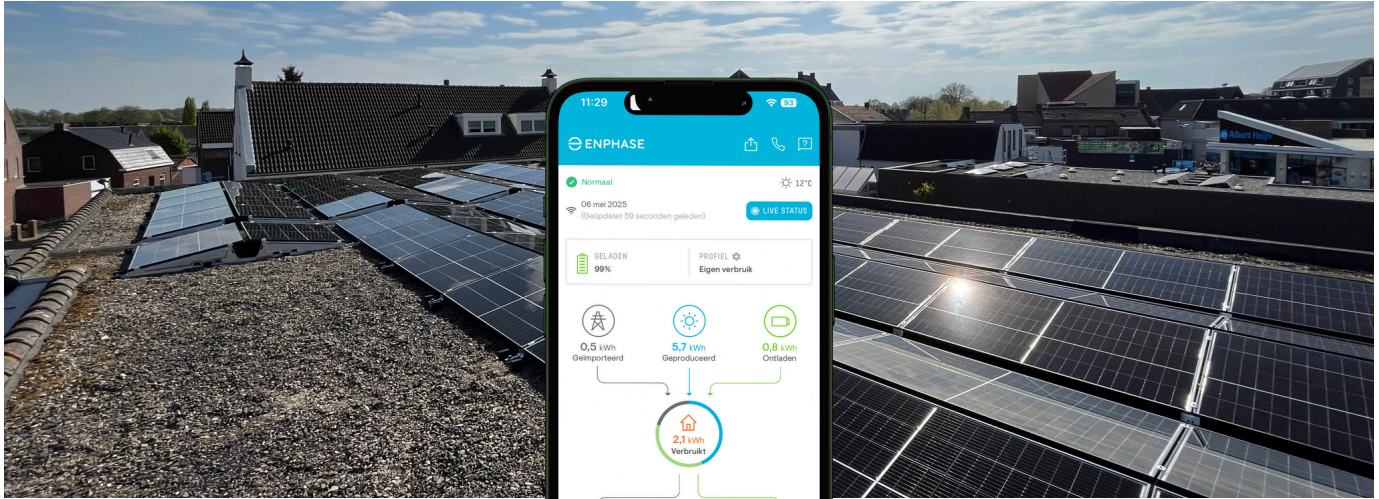 11:29
93
ENPHASE
?
Normaal
12°C
06 mei 2025
(Geüpdatet 59 seconden geleden)
LIVE STATUS
GELADEN
99%
PROFIEL
Eigen verbruik
0,5 kWh
Geïmporteerd
5,7 kWh
Geproduceerd
0,8 kWh
Ontladen
2,1 kWh
Verbruikt
Albert Heijn